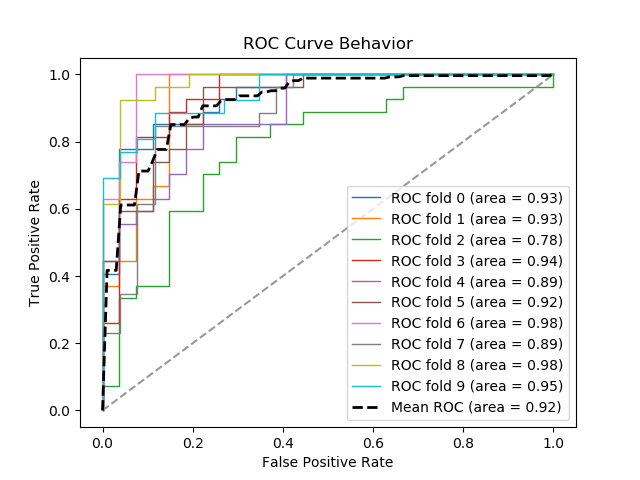 ROC Curve Behavior
True Positive Rate
1.0
0.8
0.6
0.4
0.2
0.0
ROC fold 0 (area = 0.93)
ROC fold 1 (area = 0.93)
ROC fold 2 (area = 0.78)
ROC fold 3 (area = 0.94)
ROC fold 4 (area = 0.89)
ROC fold 5 (area = 0.92)
ROC fold 6 (area = 0.98)
ROC fold 7 (area = 0.89)
ROC fold 8 (area = 0.98)
ROC fold 9 (area = 0.95)
Mean ROC (area = 0.92)
0.0 0.2 0.4 0.6 0.8 1.0
False Positive Rate